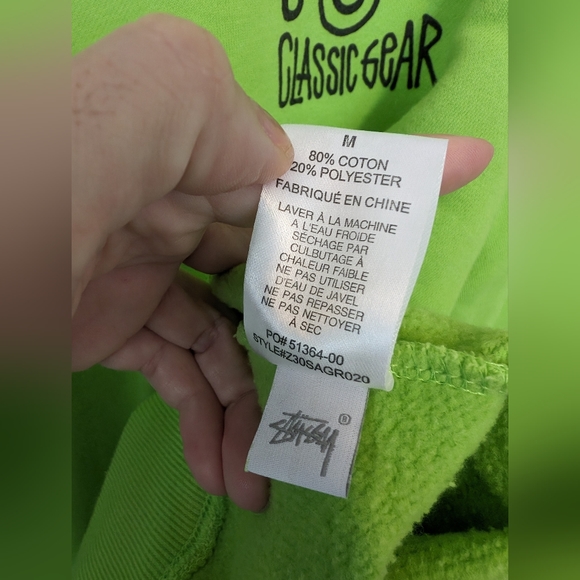 CLASSIC GEAR
M
80% COTON
20% POLYESTER
FABRIQUÉ EN CHINE
LAVER À LA MACHINE
A L'EAU FROIDE
SÉCHAGE PAR
CULBUTAGE À
CHALEUR FAIBLE
NE PAS UTILISER
D'EAU DE JAVEL
NE PAS REPASSER
NE PAS NETTOYER
À SEC
PO# 51364-00
STYLE#Z30SAGR020
Stüssy ®